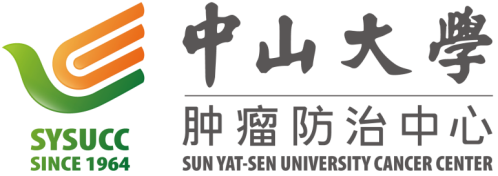 SYSUCC
SINCE 1964
中山大學
肿瘤防治中心
SUN YAT-SEN UNIVERSITY CANCER CENTER